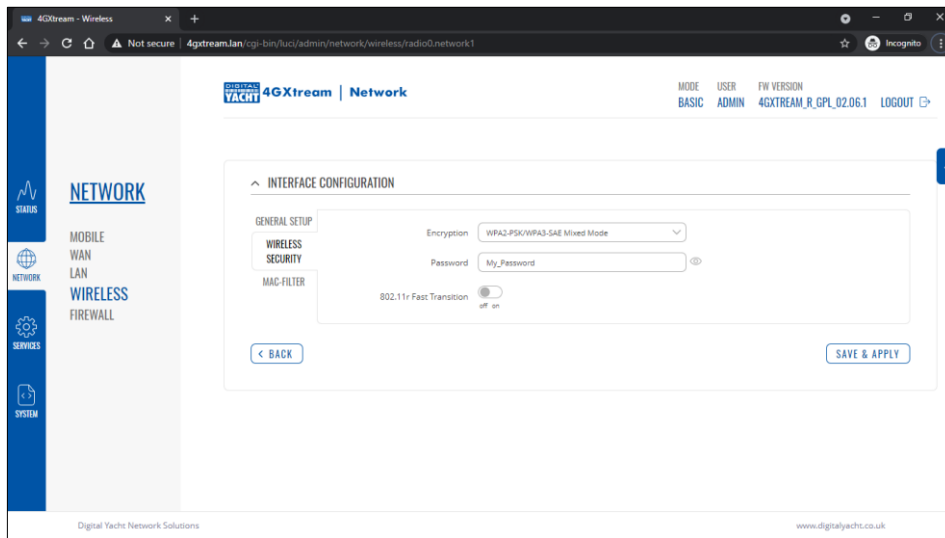 4GXtream - Wireless
Not secure | 4gxtream.lan/cgi-bin/luci/admin/network/wireless/radio0.network1
Incognito
DIGITAL YACHT 4GXtream | Network
MODE USER FW VERSION
BASIC ADMIN 4GXTREAM_R_GPL_02.06.1 LOGOUT
STATUS
NETWORK
SERVICES
SYSTEM
NETWORK
MOBILE
WAN
LAN
WIRELESS
FIREWALL
INTERFACE CONFIGURATION
GENERAL SETUP
WIRELESS
SECURITY
MAC-FILTER
Encryption WPA2-PSK/WPA3-SAE Mixed Mode
Password My_Password
802.11r Fast Transition
off on
< BACK
SAVE & APPLY
Digital Yacht Network Solutions
www.digitalyacht.co.uk